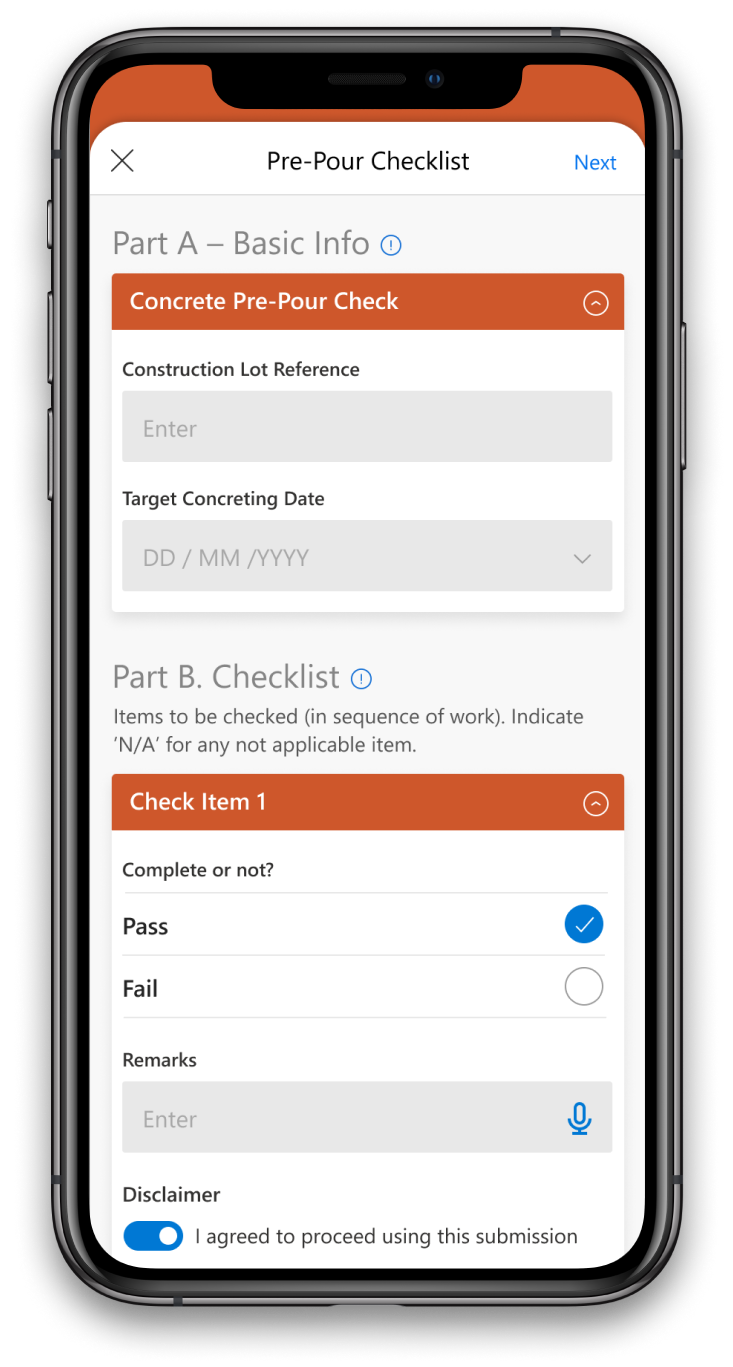 Pre-Pour Checklist
Next
Part A – Basic Info
Concrete Pre-Pour Check
Construction Lot Reference
Enter
Target Concreting Date
DD / MM /YYYY
Part B. Checklist
Items to be checked (in sequence of work). Indicate
‘N/A’ for any not applicable item.
Check Item 1
Complete or not?
Pass
Fail
Remarks
Enter
Disclaimer
I agreed to proceed using this submission